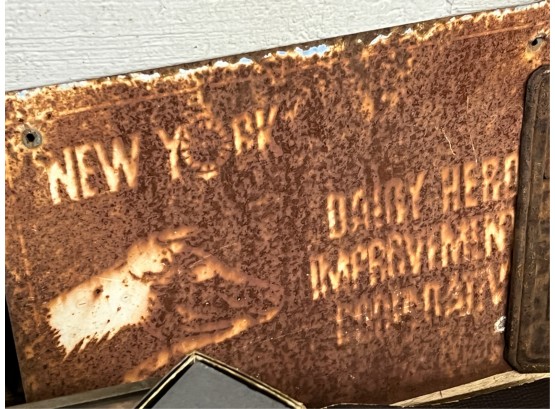 NEW YORK
DAIRY HERD
IMPROVEMEN